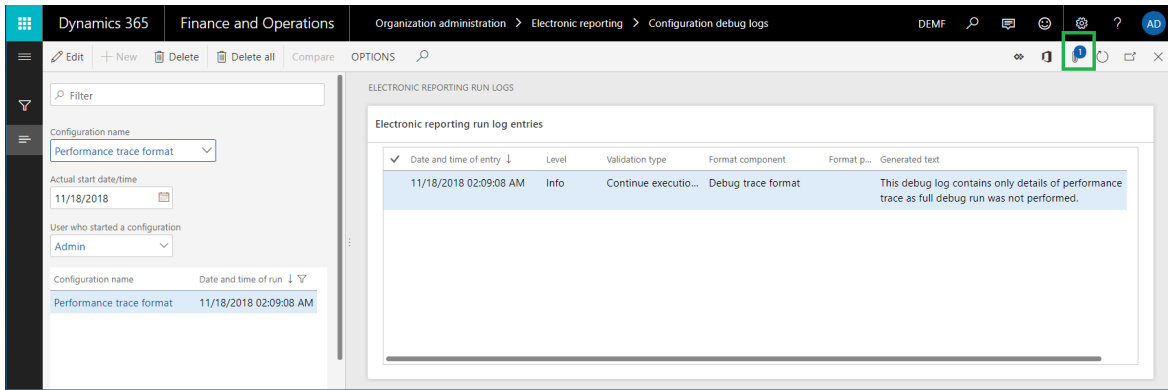 Dynamics 365
Finance and Operations
Organization administration > Electronic reporting > Configuration debug logs
DEMF
?
AD
Edit
+ New
Delete
Delete all
Compare
OPTIONS
1
Filter
Configuration name
Performance trace format
Actual start date/time
11/18/2018
User who started a configuration
Admin
Configuration name
Date and time of run ↓
Performance trace format
11/18/2018 02:09:08 AM
ELECTRONIC REPORTING RUN LOGS
Electronic reporting run log entries
Date and time of entry ↓
Level
Validation type
Format component
Format p...
Generated text
11/18/2018 02:09:08 AM
Info
Continue executio...
Debug trace format
This debug log contains only details of performance
trace as full debug run was not performed.